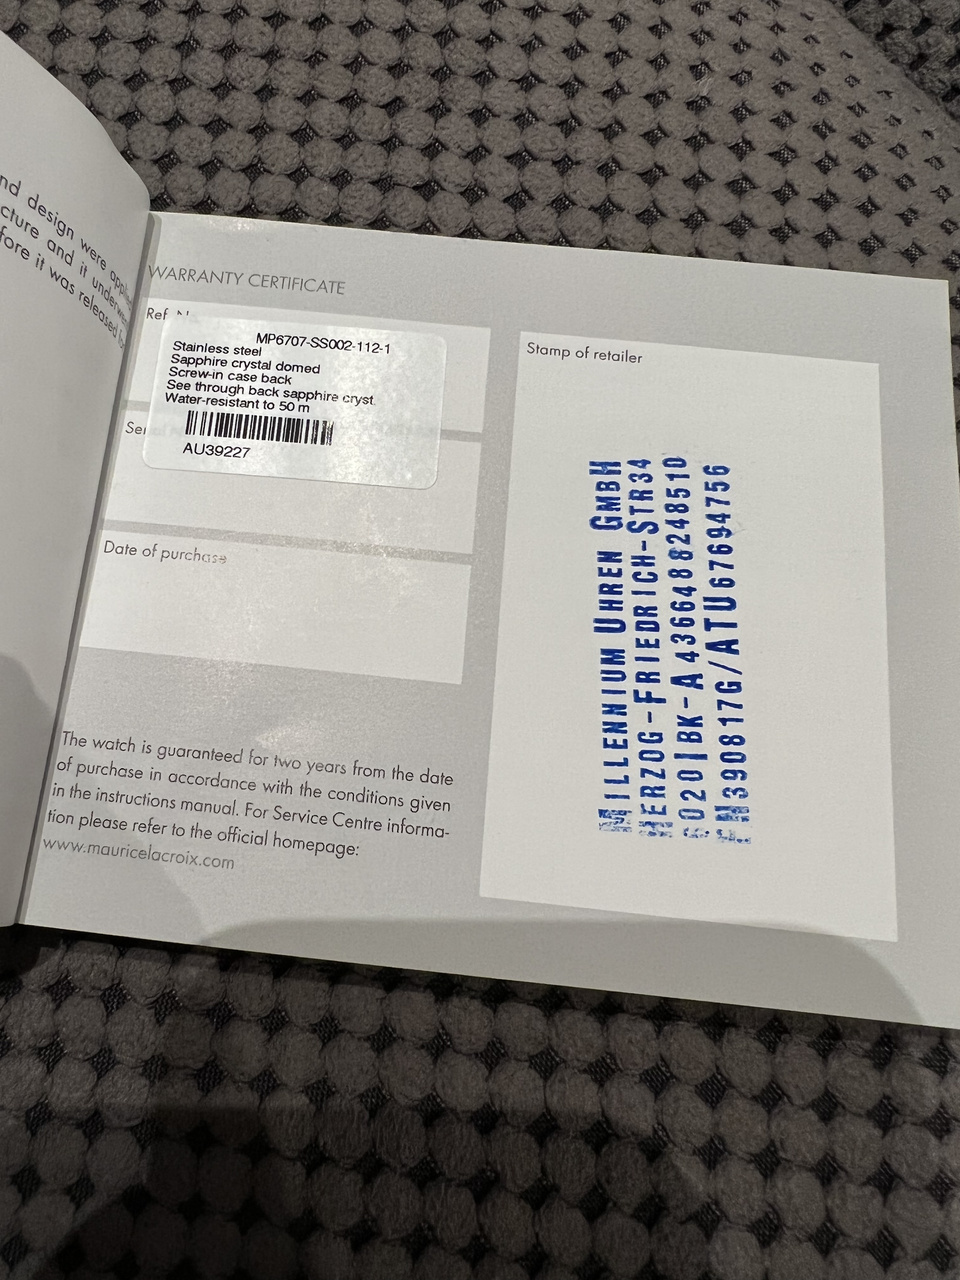 nd design were
cture and it
fore it was released
WARRANTY CERTIFICATE
Ref
MP6707-SS002-112-1
Stainless steel
Sapphire crystal domed
Screw-in case back
See through back sapphire cryst.
Water-resistant to 50 m
AU39227
Date of purchase
The watch is guaranteed for two years from the date
of purchase in accordance with the conditions given
in the instructions manual. For Service Centre informa-
tion please refer to the official homepage:
www.mauricelacroix.com
Stamp of retailer
MILLENNIUM UHREN GMBH
HERZOG-FRIEDRICH-STR34
6020IBK-A4366488248510
FN390817G/ATU67694756